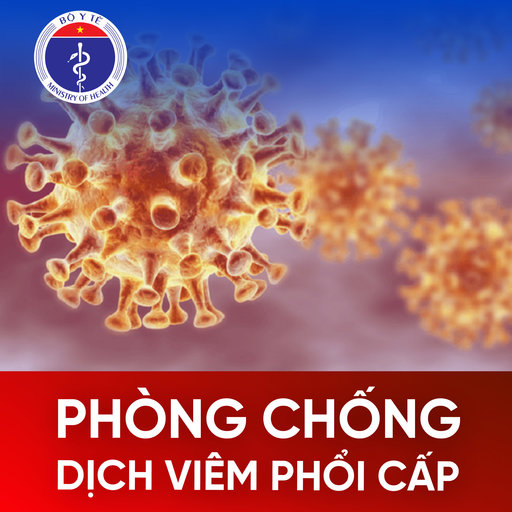 BỘ Y TẾ
MINISTRY OF HEALTH
PHÒNG CHỐNG
DỊCH VIÊM PHỔI CẤP